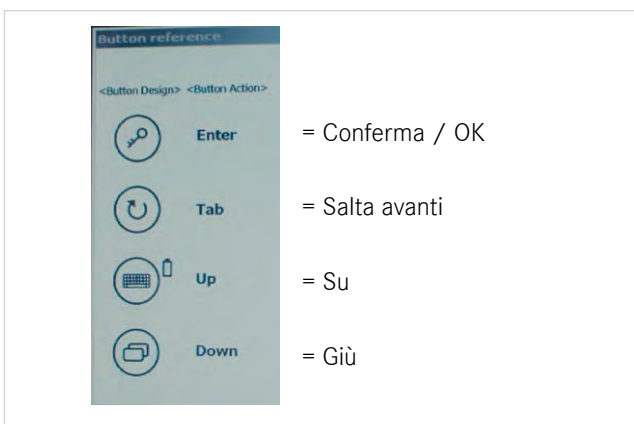 Button reference
<Button Design> <Button Action>
Enter = Conferma / OK
Tab = Salta avanti
Up = Su
Down = Giù